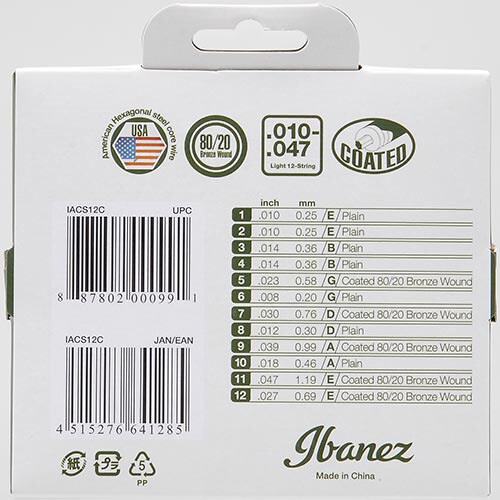 American Hexagonal steel core wire
USA
80/20
Bronze Wound
.010-
.047
Light 12-String
COATED
IACS12C UPC
8 87802 00099 1
IACS12C JAN/EAN
4 515276 641285
inch mm
1 .010 0.25 /E/Plain
2 .010 0.25 /E/Plain
3 .014 0.36 /B/Plain
4 .014 0.36 /B/Plain
5 .023 0.58 /G/Coated 80/20 Bronze Wound
6 .008 0.20 /G/Plain
7 .030 0.76 /D/Coated 80/20 Bronze Wound
8 .012 0.30 /D/Plain
9 .039 0.99 /A/Coated 80/20 Bronze Wound
10 .018 0.46 /A/Plain
11 .047 1.19 /E/Coated 80/20 Bronze Wound
12 .027 0.69 /E/Coated 80/20 Bronze Wound
紙 プラ 5
PP
Ibanez
Made in China